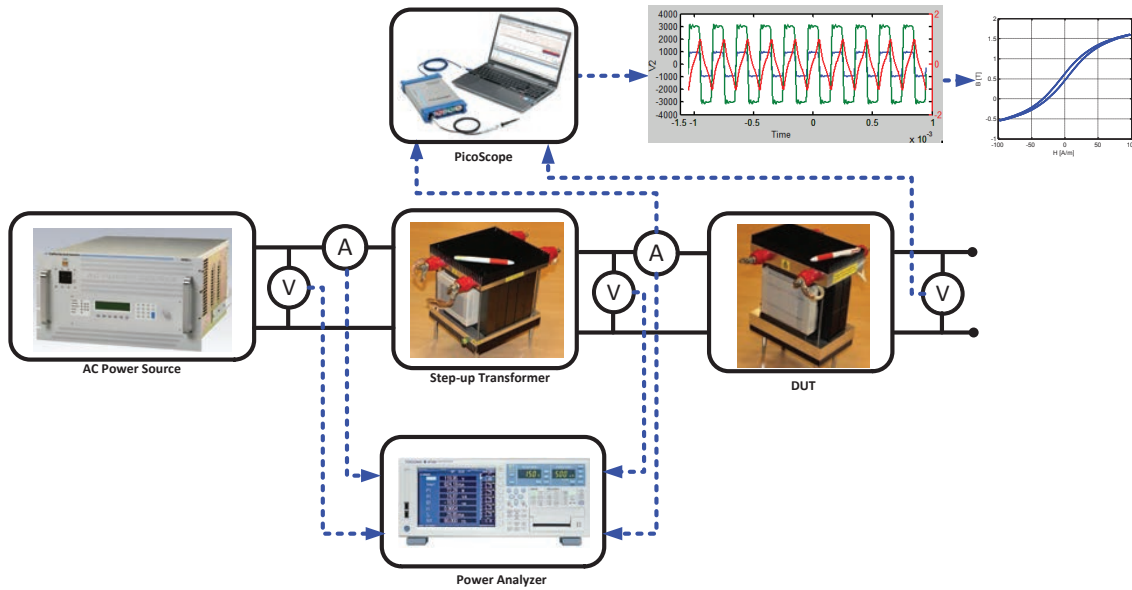 4000
3000
2000
1000
0
-1000
-2000
-3000
-4000
V2
2
0
-2
-1.5 -1 -0.5 0 0.5 1
Time
x 10⁻³
2
1.5
1
0.5
0
-0.5
-1
B [T]
-100 -50 0 50 100
H [A/m]
PicoScope
A
V
A
V
V
AC Power Source
Step-up Transformer
DUT
Power Analyzer